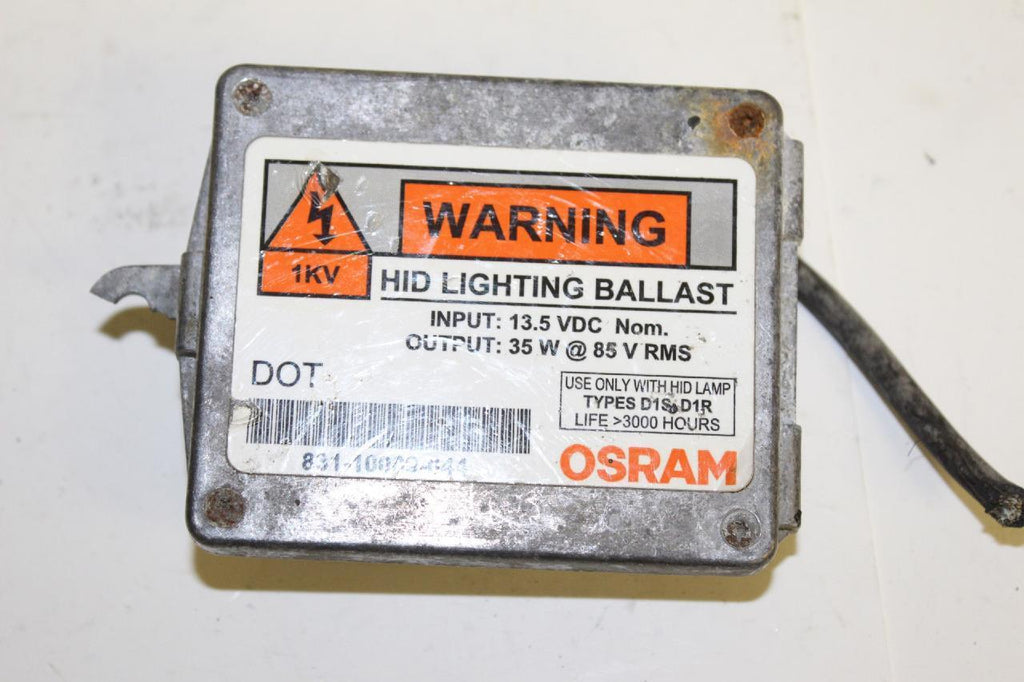 WARNING
1KV
HID LIGHTING BALLAST
INPUT: 13.5 VDC Nom.
OUTPUT: 35 W @ 85 V RMS
DOT
USE ONLY WITH HID LAMP
TYPES D1S, D1R
LIFE >3000 HOURS
OSRAM